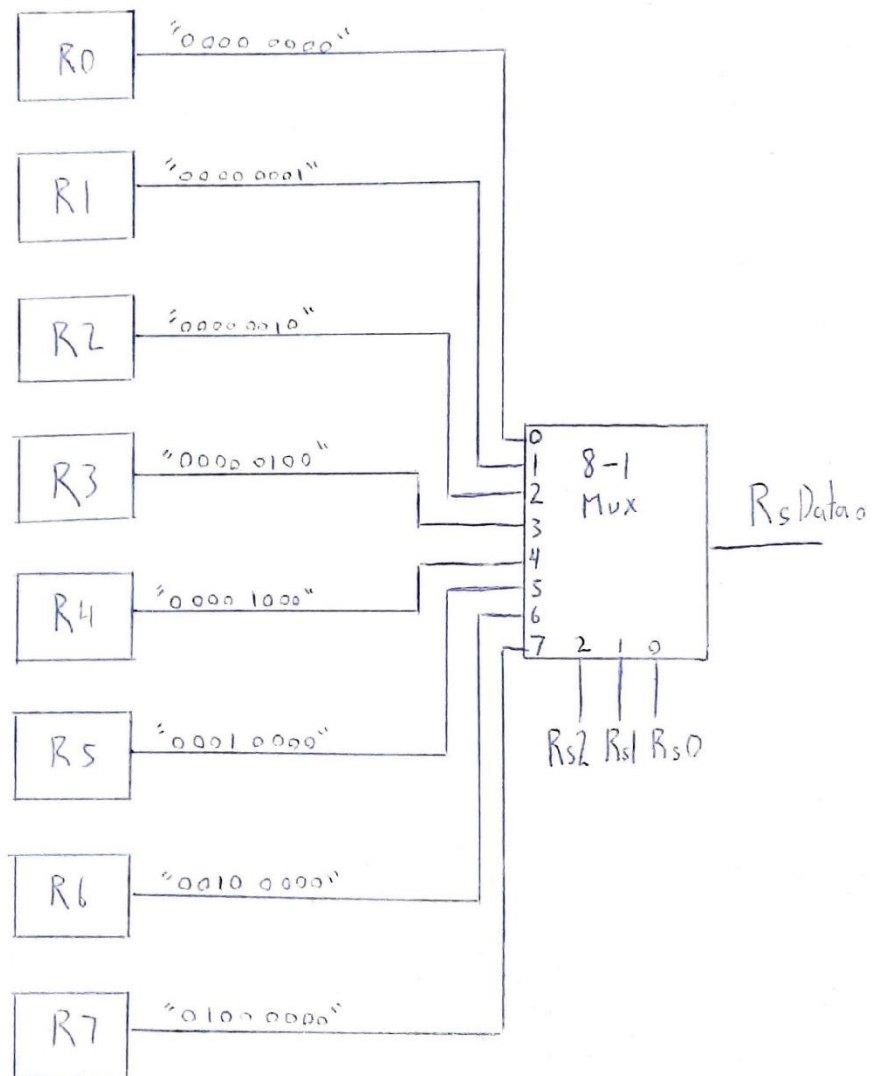 R0 "0000 0000"
R1 "0000 0001"
R2 "0000 0010"
R3 "0000 0100"
R4 "0000 1000"
R5 "0001 0000"
R6 "0010 0000"
R7 "0100 0000"
0
1
2
3
4
5
6
7
8-1
Mux
2 1 0
Rs2 Rs1 Rs0
RsDatao